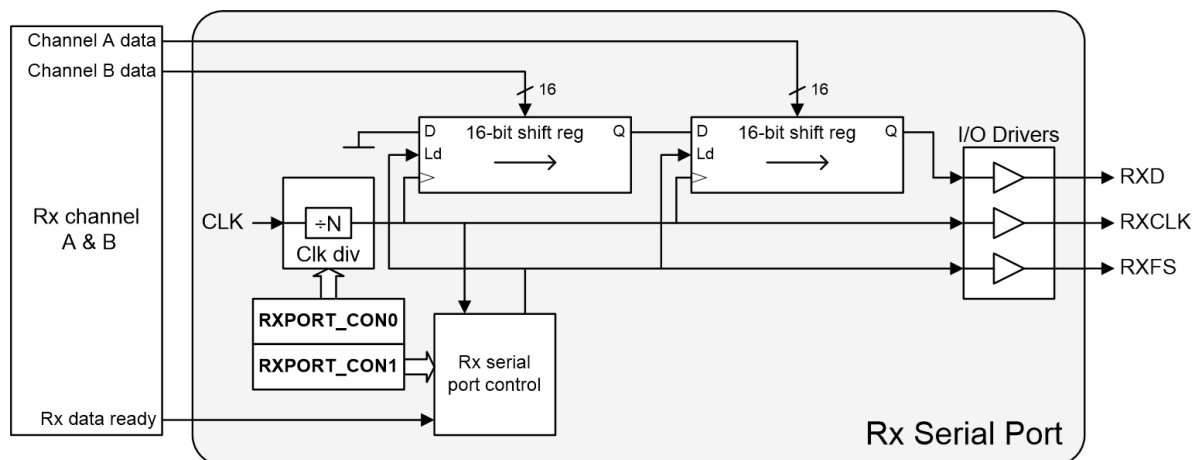 Channel A data
Channel B data
16
16
D
16-bit shift reg
Q
Ld
D
16-bit shift reg
Q
Ld
I/O Drivers
RXD
Rx channel
A & B
CLK
÷N
Clk div
RXCLK
RXFS
RXPORT_CON0
RXPORT_CON1
Rx serial
port control
Rx data ready
Rx Serial Port